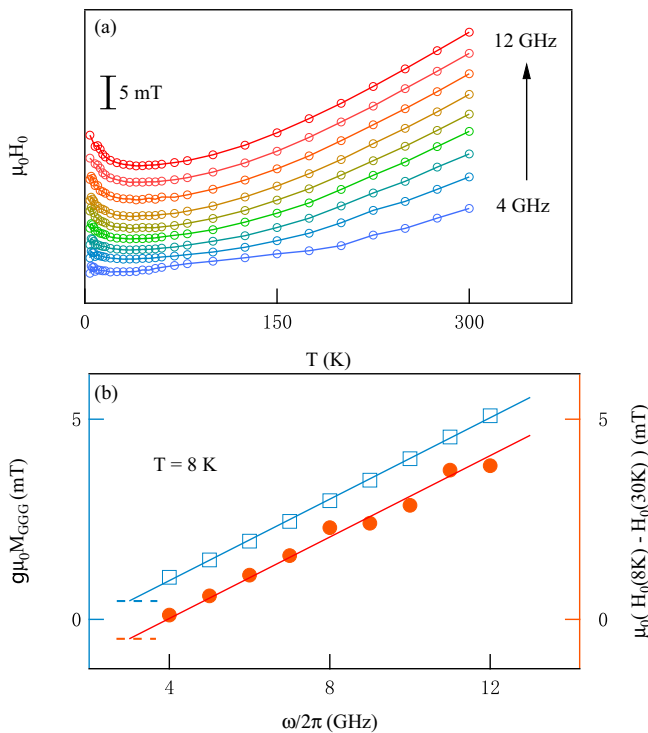 (a)
12 GHz
5 mT
μ₀H₀
4 GHz
0
150
300
T (K)
(b)
5
5
T = 8 K
gμ₀M_GGG (mT)
μ₀( H₀(8K) - H₀(30K) ) (mT)
0
0
4
8
12
ω/2π (GHz)